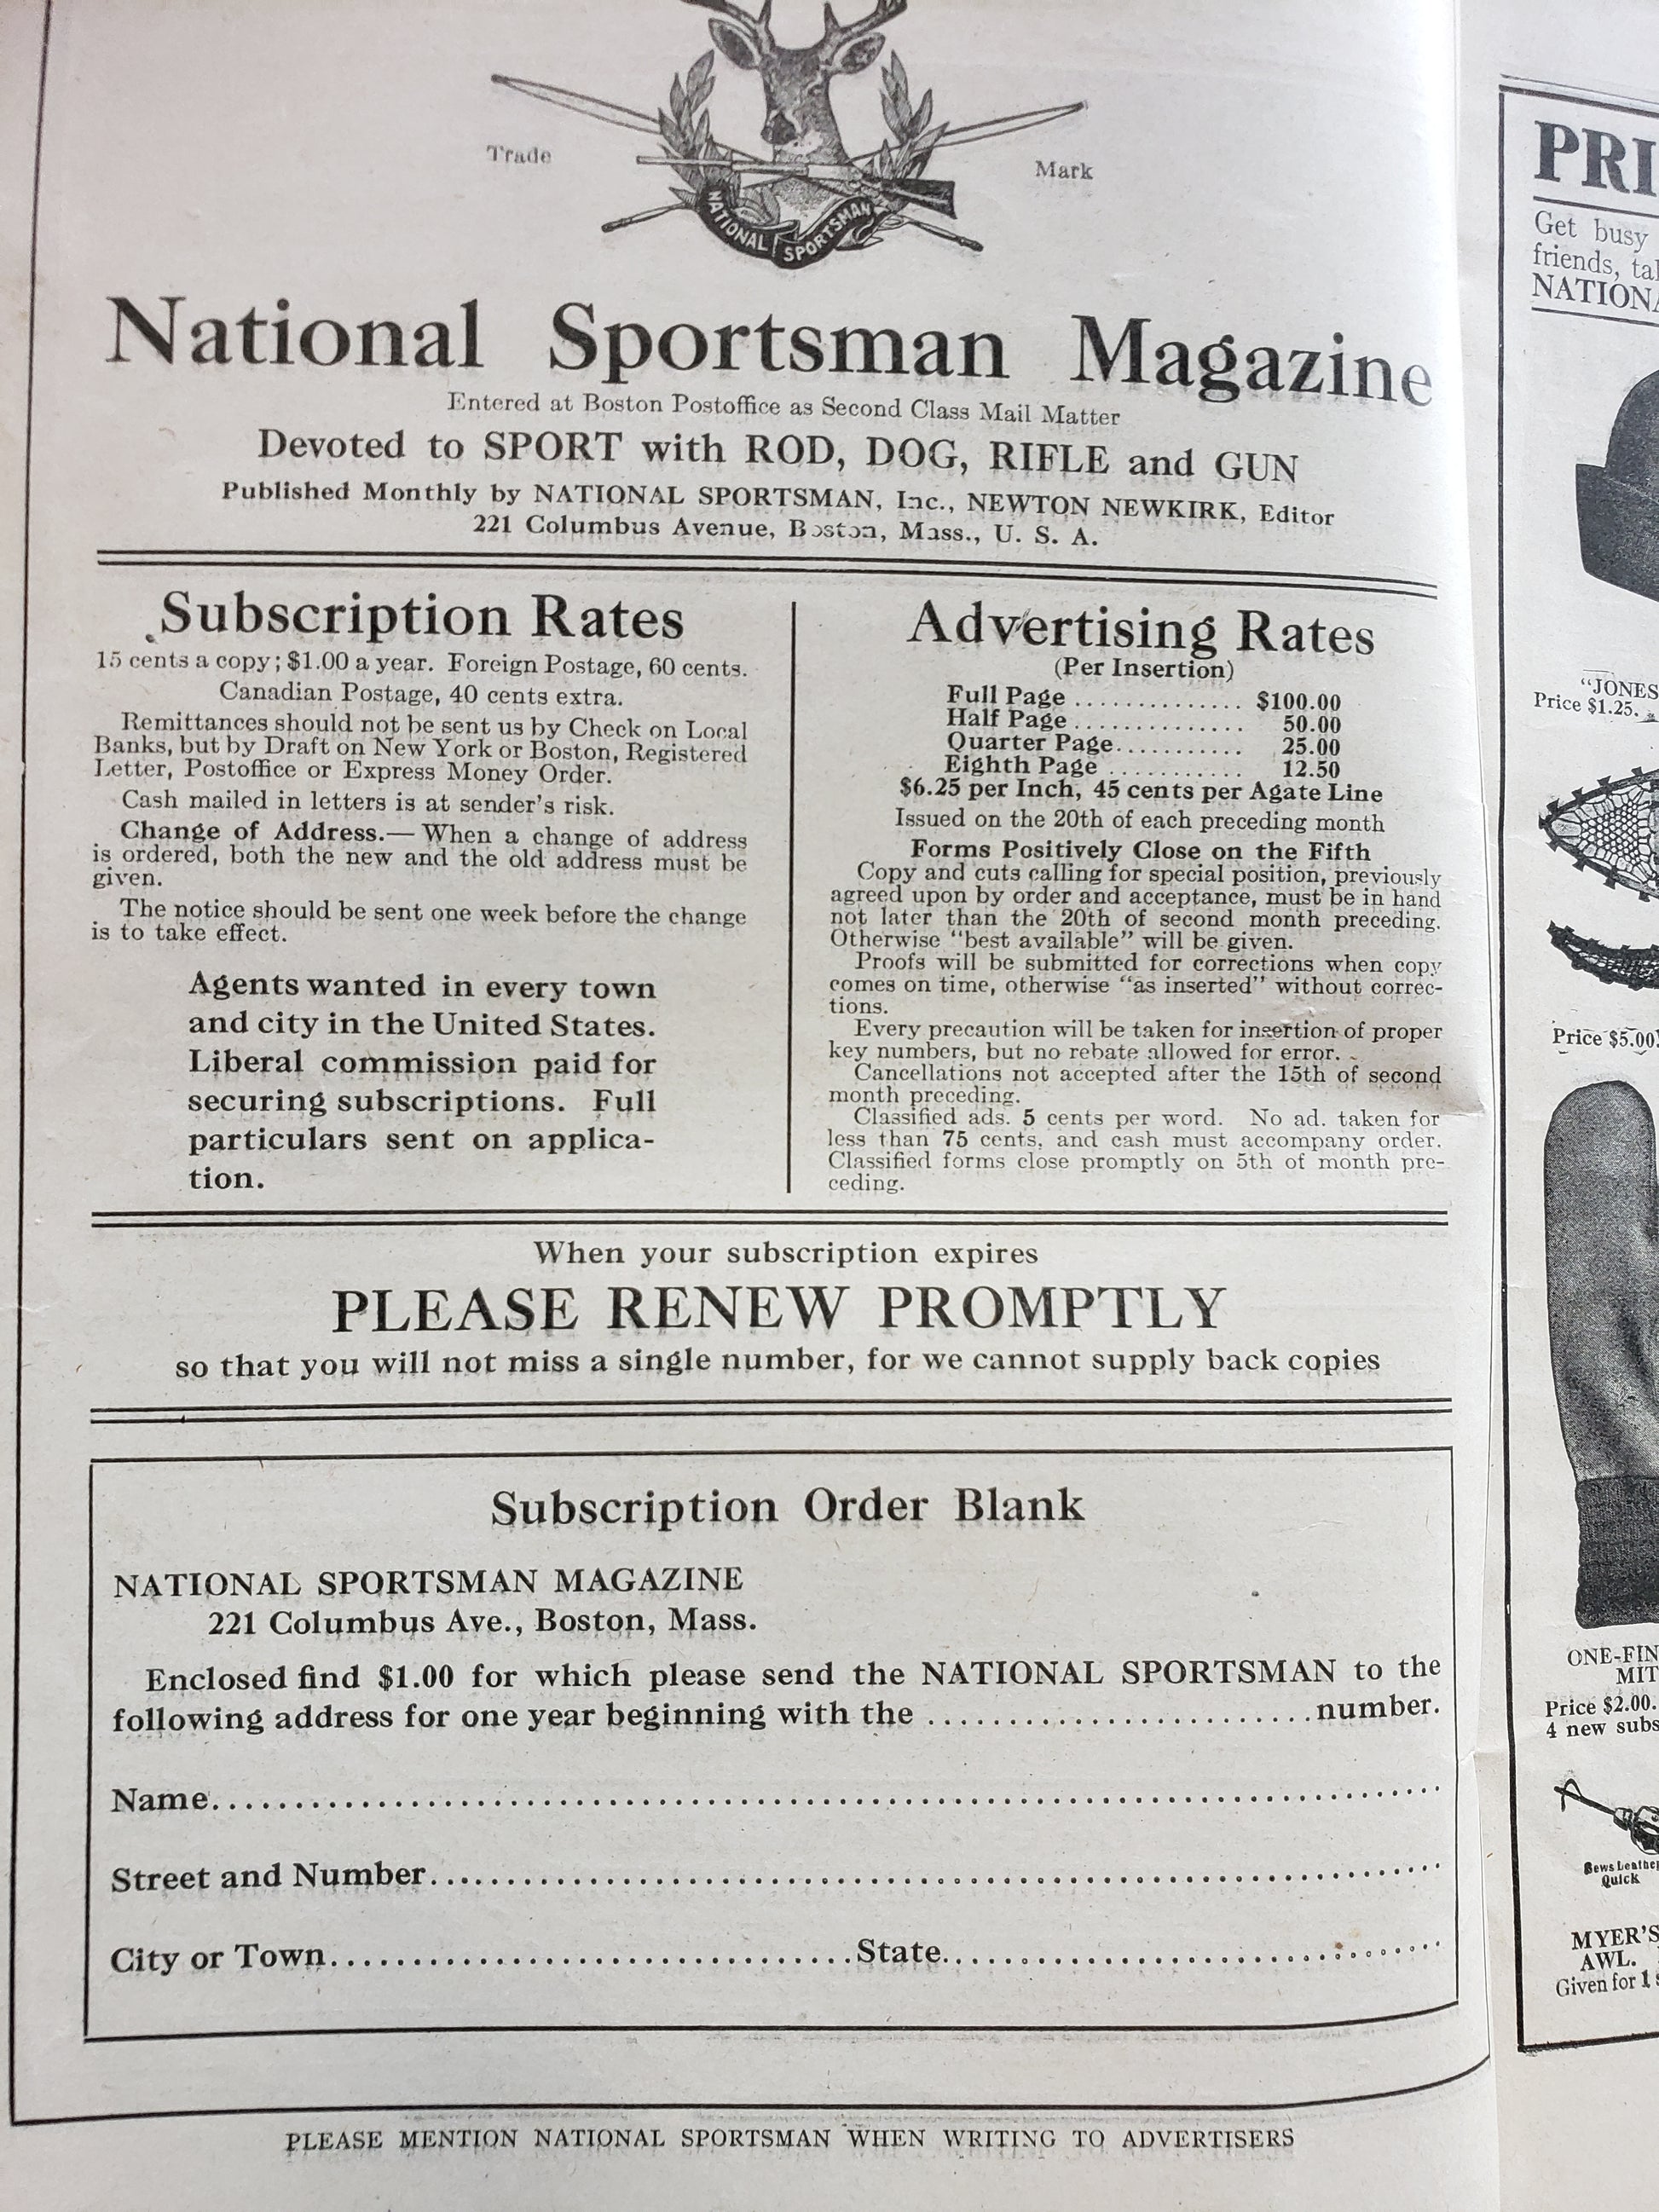 Trade
Mark
NATIONAL SPORTSMAN
National Sportsman Magazine
Entered at Boston Postoffice as Second Class Mail Matter
Devoted to SPORT with ROD, DOG, RIFLE and GUN
Published Monthly by NATIONAL SPORTSMAN, Inc., NEWTON NEWKIRK, Editor
221 Columbus Avenue, Boston, Mass., U. S. A.
Subscription Rates
15 cents a copy; $1.00 a year. Foreign Postage, 60 cents.
Canadian Postage, 40 cents extra.
Remittances should not be sent us by Check on Local
Banks, but by Draft on New York or Boston, Registered
Letter, Postoffice or Express Money Order.
Cash mailed in letters is at sender's risk.
Change of Address.— When a change of address
is ordered, both the new and the old address must be
given.
The notice should be sent one week before the change
is to take effect.
Agents wanted in every town
and city in the United States.
Liberal commission paid for
securing subscriptions. Full
particulars sent on applica-
tion.
Advertising Rates
(Per Insertion)
Full Page .............. $100.00
Half Page .............. 50.00
Quarter Page........... 25.00
Eighth Page ........... 12.50
$6.25 per Inch, 45 cents per Agate Line
Issued on the 20th of each preceding month
Forms Positively Close on the Fifth
Copy and cuts calling for special position, previously
agreed upon by order and acceptance, must be in hand
not later than the 20th of second month preceding.
Otherwise "best available" will be given.
Proofs will be submitted for corrections when copy
comes on time, otherwise "as inserted" without correc-
tions.
Every precaution will be taken for insertion of proper
key numbers, but no rebate allowed for error.
Cancellations not accepted after the 15th of second
month preceding.
Classified ads. 5 cents per word. No ad. taken for
less than 75 cents, and cash must accompany order.
Classified forms close promptly on 5th of month pre-
ceding.
When your subscription expires
PLEASE RENEW PROMPTLY
so that you will not miss a single number, for we cannot supply back copies
Subscription Order Blank
NATIONAL SPORTSMAN MAGAZINE
221 Columbus Ave., Boston, Mass.
Enclosed find $1.00 for which please send the NATIONAL SPORTSMAN to the
following address for one year beginning with the ........................ number.
Name................................................
Street and Number................................................
City or Town................................State..............................
PLEASE MENTION NATIONAL SPORTSMAN WHEN WRITING TO ADVERTISERS
PRI
Get busy
friends, tal
NATIONA
"JONES
Price $1.25.
Price $5.00.
ONE-FIN
MIT
Price $2.00.
4 new subs
Sews Leather
Quick
MYER'S
AWL.
Given for 1 s